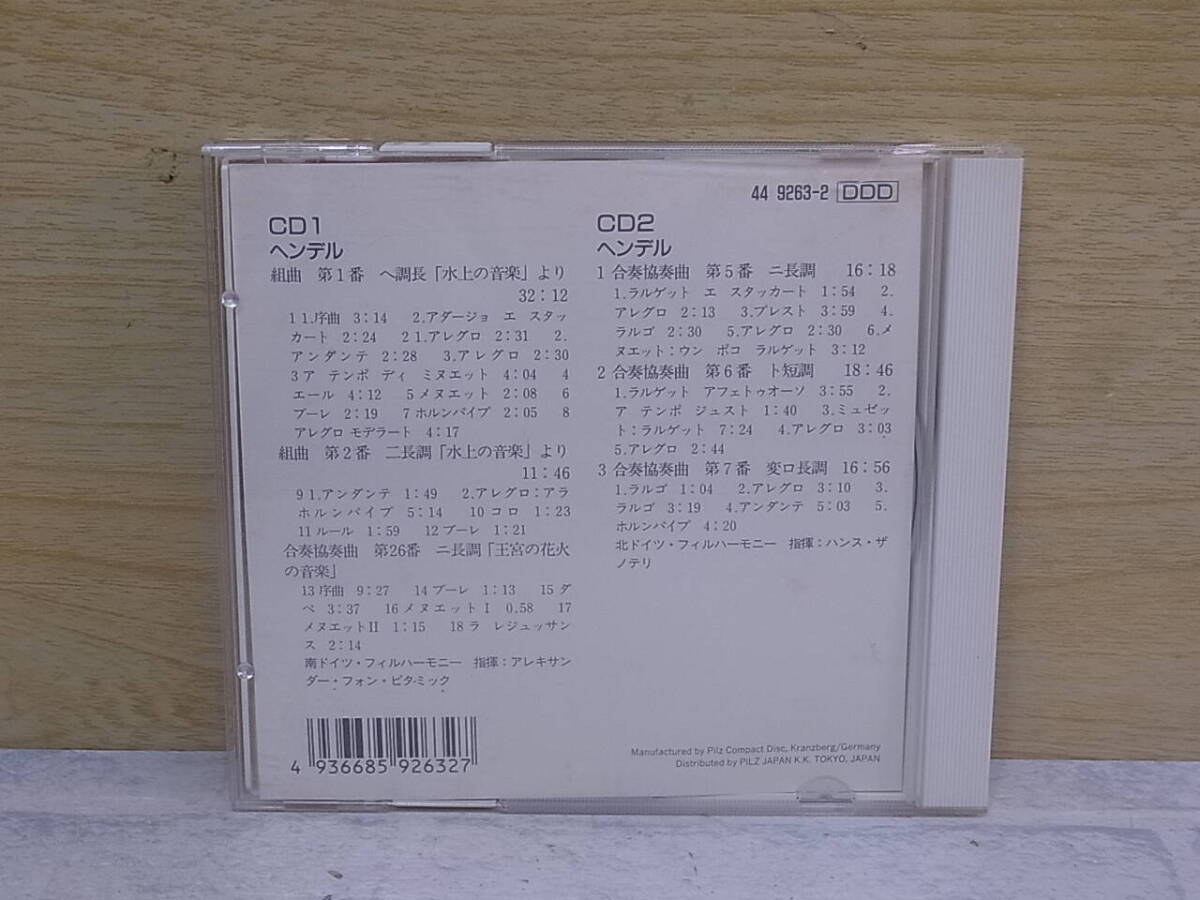 44 9263-2 DDD
CD1
ヘンデル
組曲 第1番 ヘ調長「水上の音楽」より
32:12
1 1.序曲 3:14 2.アダージョ エ スタッ
カート 2:24 2 1.アレグロ 2:31 2.
アンダンテ 2:28 3.アレグロ 2:30
3 ア テンポ ディ ミヌエット 4:04 4
エール 4:12 5 メヌエット 2:08 6
ブーレ 2:19 7 ホルンパイプ 2:05 8
アレグロ モデラート 4:17
組曲 第2番 二長調「水上の音楽」より
11:46
9 1.アンダンテ 1:49 2.アレグロ:アラ
ホルンパイプ 5:14 10 コロ 1:23
11 ルール 1:59 12 ブーレ 1:21
合奏協奏曲 第26番 ニ長調「王宮の花火
の音楽」
13 序曲 9:27 14 ブーレ 1:13 15 ダ
ペ 3:37 16 メヌエットI 0.58 17
メヌエットII 1:15 18 ラ レジュッサン
ス 2:14
南ドイツ・フィルハーモニー 指揮:アレキサン
ダー・フォン・ピタミック
4 936685 926327
CD2
ヘンデル
1 合奏協奏曲 第5番 ニ長調 16:18
1.ラルゲット エ スタッカート 1:54 2.
アレグロ 2:13 3.プレスト 3:59 4.
ラルゴ 2:30 5.アレグロ 2:30 6.メ
ヌエット:ウン ポコ ラルゲット 3:12
2 合奏協奏曲 第6番 ト短調 18:46
1.ラルゲット アフェトゥオーソ 3:55 2.
ア テンポ ジュスト 1:40 3.ミュゼッ
ト:ラルゲット 7:24 4.アレグロ 3:03
5.アレグロ 2:44
3 合奏協奏曲 第7番 変ロ長調 16:56
1.ラルゴ 1:04 2.アレグロ 3:10 3.
ラルゴ 3:19 4.アンダンテ 5:03 5.
ホルンパイプ 4:20
北ドイツ・フィルハーモニー 指揮:ハンス・ザ
ノテリ
Manufactured by Pilz Compact Disc, Kranzberg/Germany
Distributed by PILZ JAPAN K.K. TOKYO, JAPAN